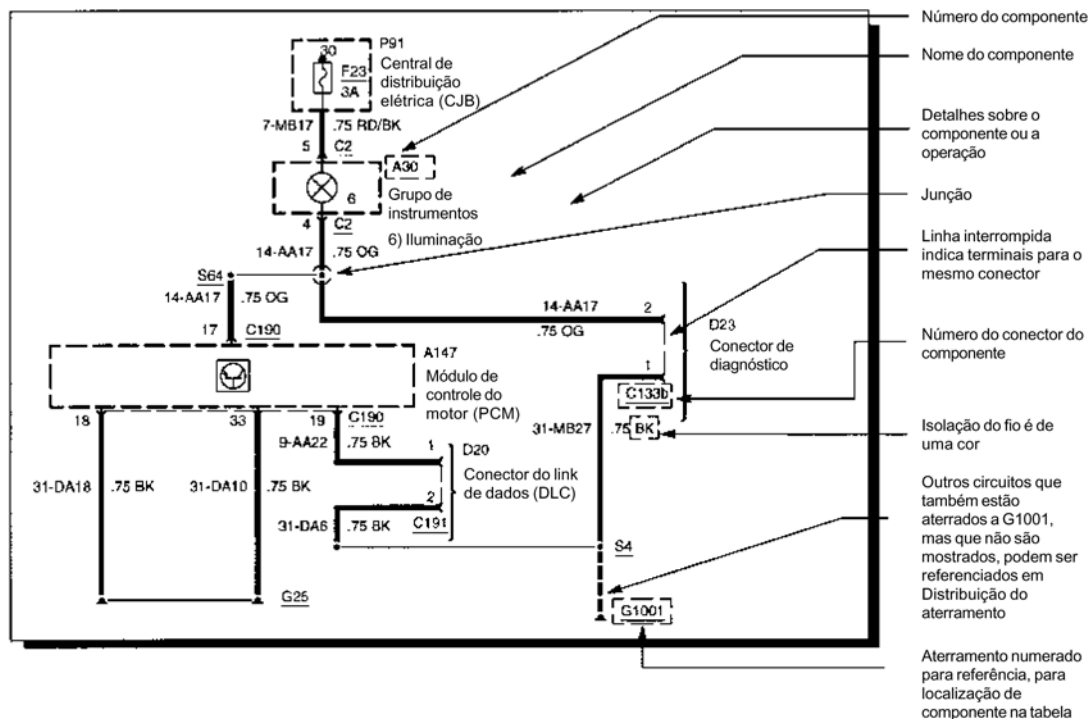 P91
30
F23
3A
Central de
distribuição
elétrica (CJB)
7-MB17
.75 RD/BK
5
C2
A30
6
Grupo de
instrumentos
6) Iluminação
4
C2
14-AA17
.75 OG
S64
14-AA17
.75 OG
17
C190
14-AA17
2
.75 OG
D23
Conector de
diagnóstico
1
C133b
31-MB27
.75 BK
A147
Módulo de
controle do
motor (PCM)
18
33
19
C190
9-AA22
.75 BK
1
D20
Conector do link
de dados (DLC)
2
C191
31-DA18
.75 BK
31-DA10
.75 BK
31-DA6
.75 BK
S4
G25
G1001
Número do componente
Nome do componente
Detalhes sobre o
componente ou a
operação
Junção
Linha interrompida
indica terminais para o
mesmo conector
Número do conector do
componente
Isolação do fio é de
uma cor
Outros circuitos que
também estão
aterrados a G1001,
mas que não são
mostrados, podem ser
referenciados em
Distribuição do
aterramento
Aterramento numerado
para referência, para
localização de
componente na tabela